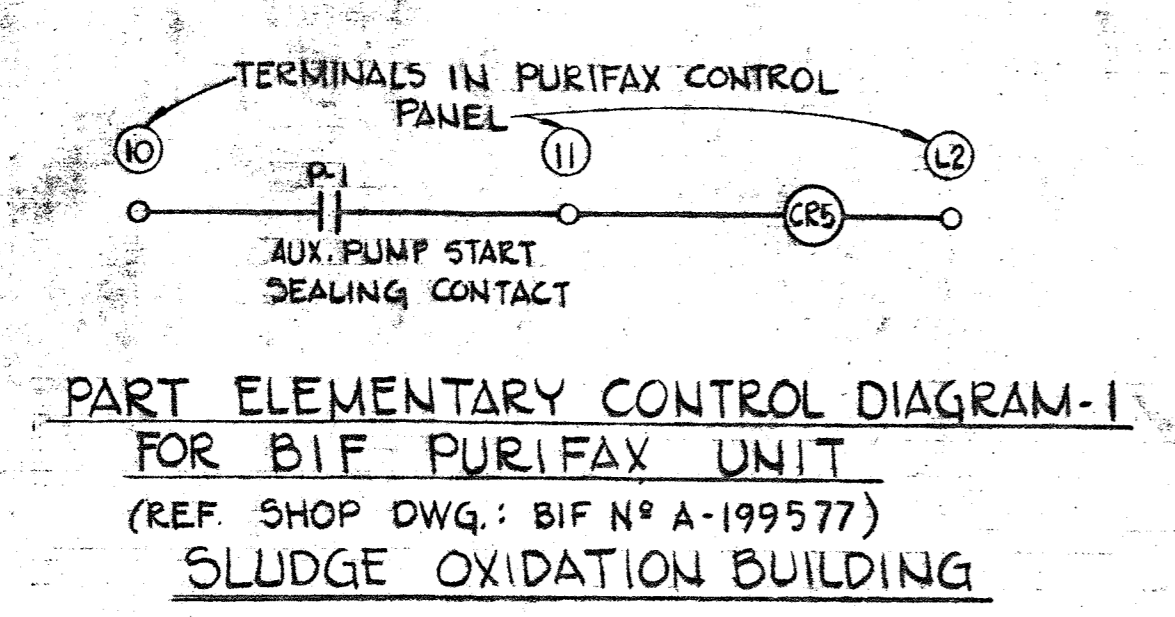 TERMINALS IN PURIFAX CONTROL
PANEL
10
11
L2
P-1
CR5
AUX. PUMP START
SEALING CONTACT
PART ELEMENTARY CONTROL DIAGRAM-1
FOR BIF PURIFAX UNIT
(REF. SHOP DWG.: BIF Nº A-199577)
SLUDGE OXIDATION BUILDING